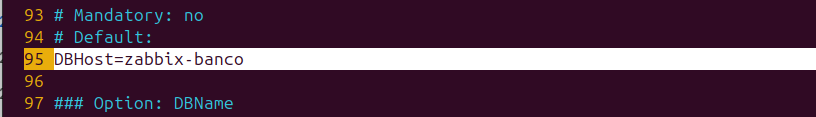 93 # Mandatory: no
94 # Default:
95 DBHost=zabbix-banco
96
97 ### Option: DBName